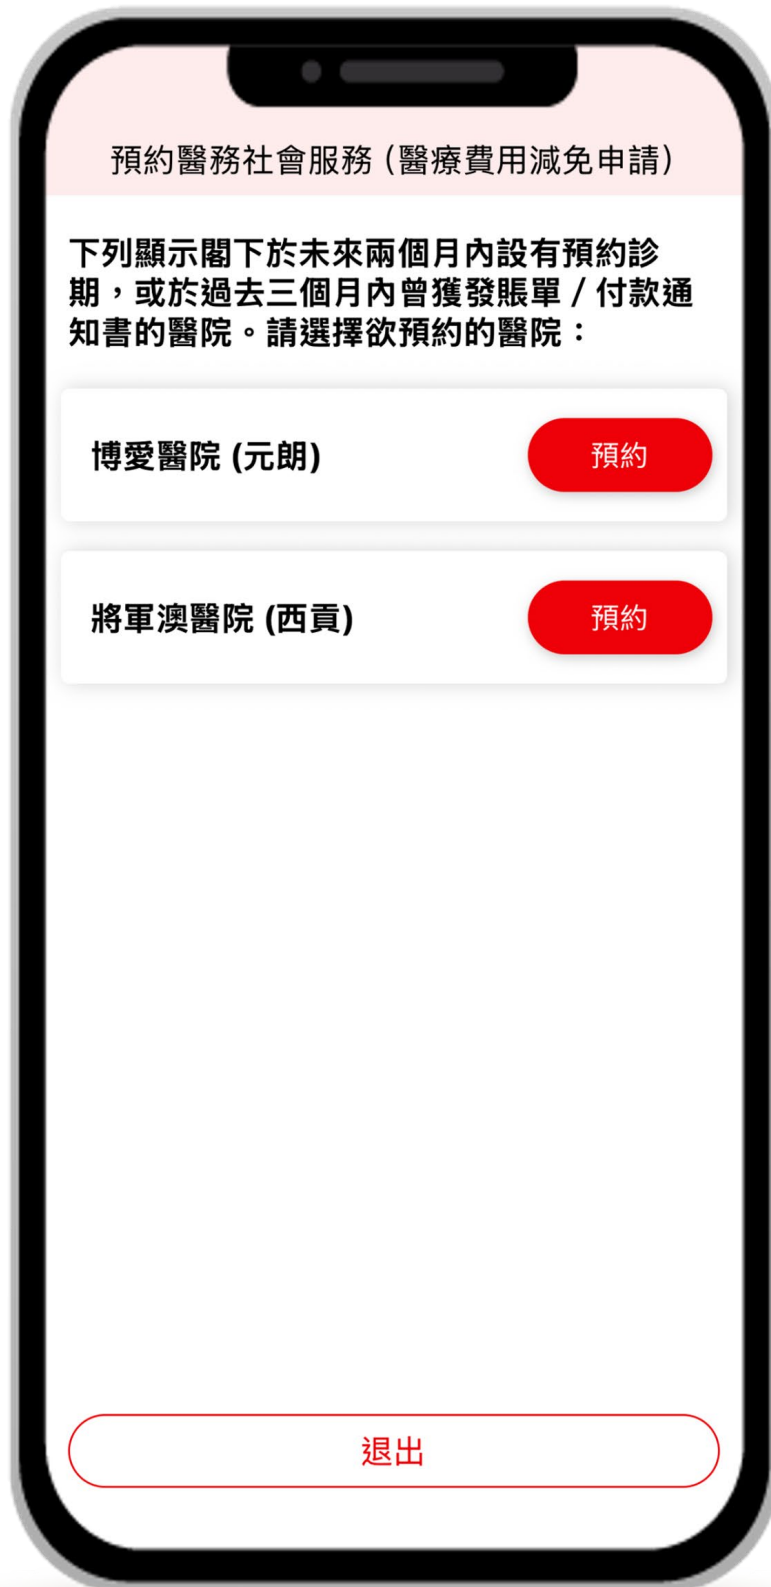 預約醫務社會服務 (醫療費用減免申請)
下列顯示閣下於未來兩個月內設有預約診
期，或於過去三個月內曾獲發賬單 / 付款通
知書的醫院。請選擇欲預約的醫院：
博愛醫院 (元朗)
預約
將軍澳醫院 (西貢)
預約
退出